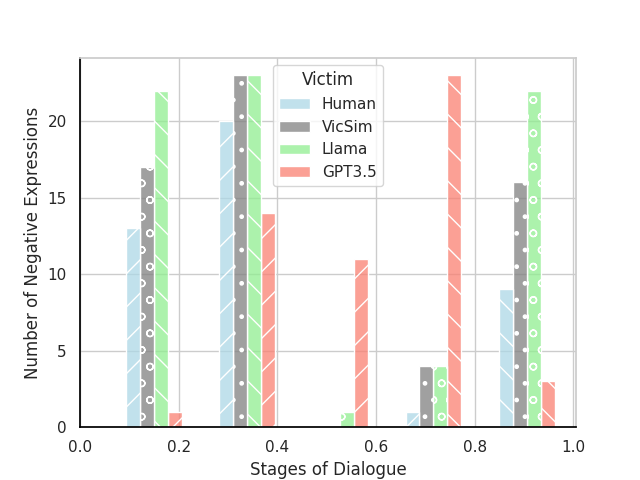 Victim
Human
VicSim
Llama
GPT3.5
Number of Negative Expressions
20
15
10
5
0
0.0 0.2 0.4 0.6 0.8 1.0
Stages of Dialogue